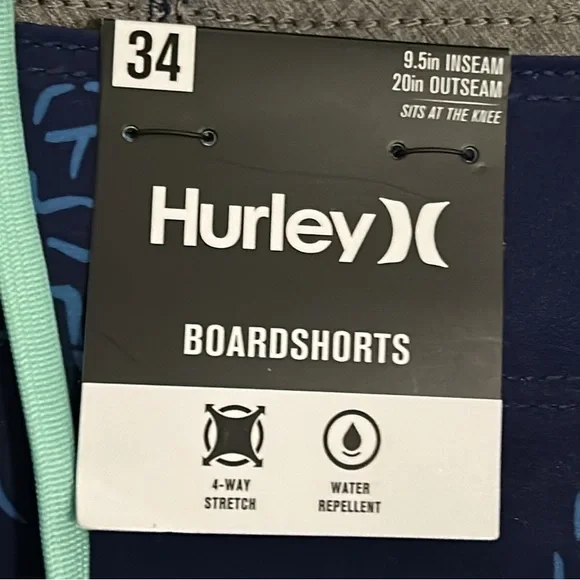 34
9.5in INSEAM
20in OUTSEAM
SITS AT THE KNEE
Hurley
BOARDSHORTS
4-WAY
STRETCH
WATER
REPELLENT